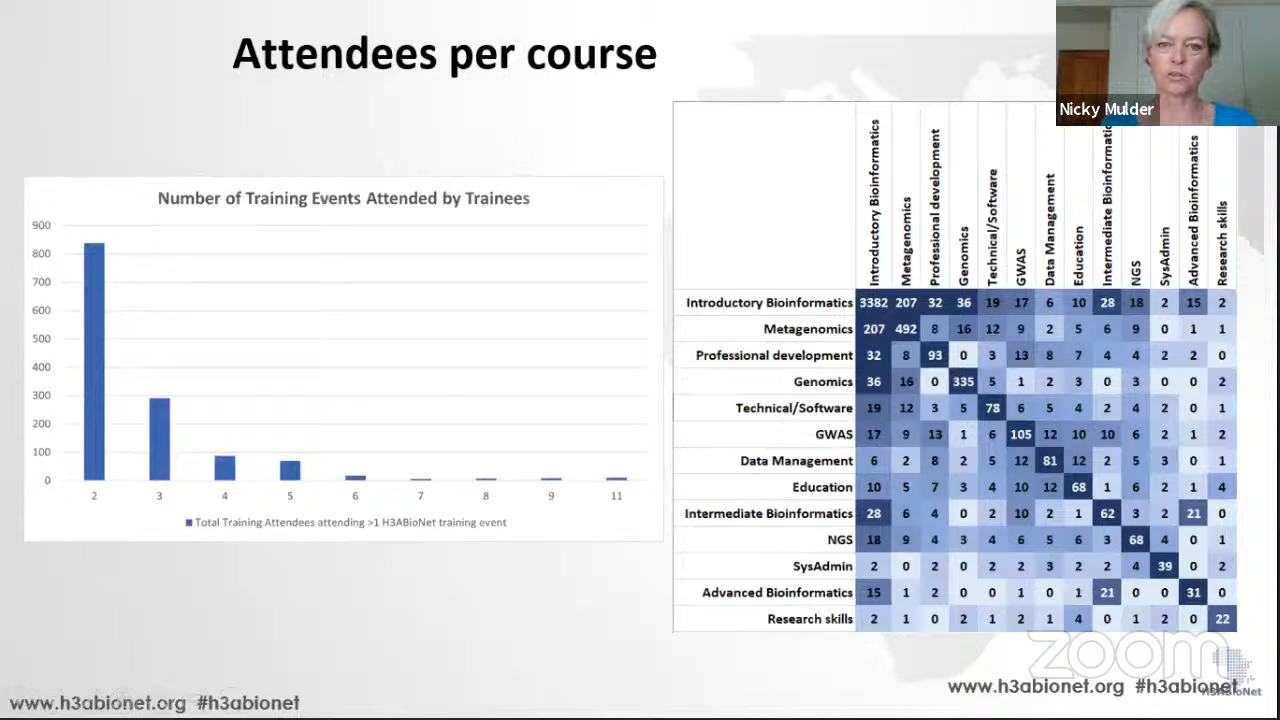 Attendees per course
Nicky Mulder
Number of Training Events Attended by Trainees
900
800
700
600
500
400
300
200
100
0
2 3 4 5 6 7 8 9 11
Total Training Attendees attending >1 H3ABioNet training event
Introductory Bioinformatics
Metagenomics
Professional development
Genomics
Technical/Software
GWAS
Data Management
Education
Intermediate Bioinformatic
NGS
SysAdmin
Advanced Bioinformatics
Research skills
Introductory Bioinformatics 3382 207 32 36 19 17 6 10 28 18 2 15 2
Metagenomics 207 492 8 16 12 9 2 5 6 9 0 1 1
Professional development 32 8 93 0 3 13 8 7 4 4 2 2 0
Genomics 36 16 0 335 5 1 2 3 0 3 0 0 2
Technical/Software 19 12 3 5 78 6 5 4 2 4 2 0 1
GWAS 17 9 13 1 6 105 12 10 10 6 2 1 2
Data Management 6 2 8 2 5 12 81 12 2 5 3 0 1
Education 10 5 7 3 4 10 12 68 1 6 2 1 4
Intermediate Bioinformatics 28 6 4 0 2 10 2 1 62 3 2 21 0
NGS 18 9 4 3 4 6 5 6 3 68 4 0 1
SysAdmin 2 0 2 0 2 2 3 2 2 4 39 0 2
Advanced Bioinformatics 15 1 2 0 0 1 0 1 21 0 0 31 0
Research skills 2 1 0 2 1 2 1 4 0 1 2 0 22
zoom
www.h3abionet.org #h3abionet
H3ABioNet
www.h3abionet.org #h3abionet